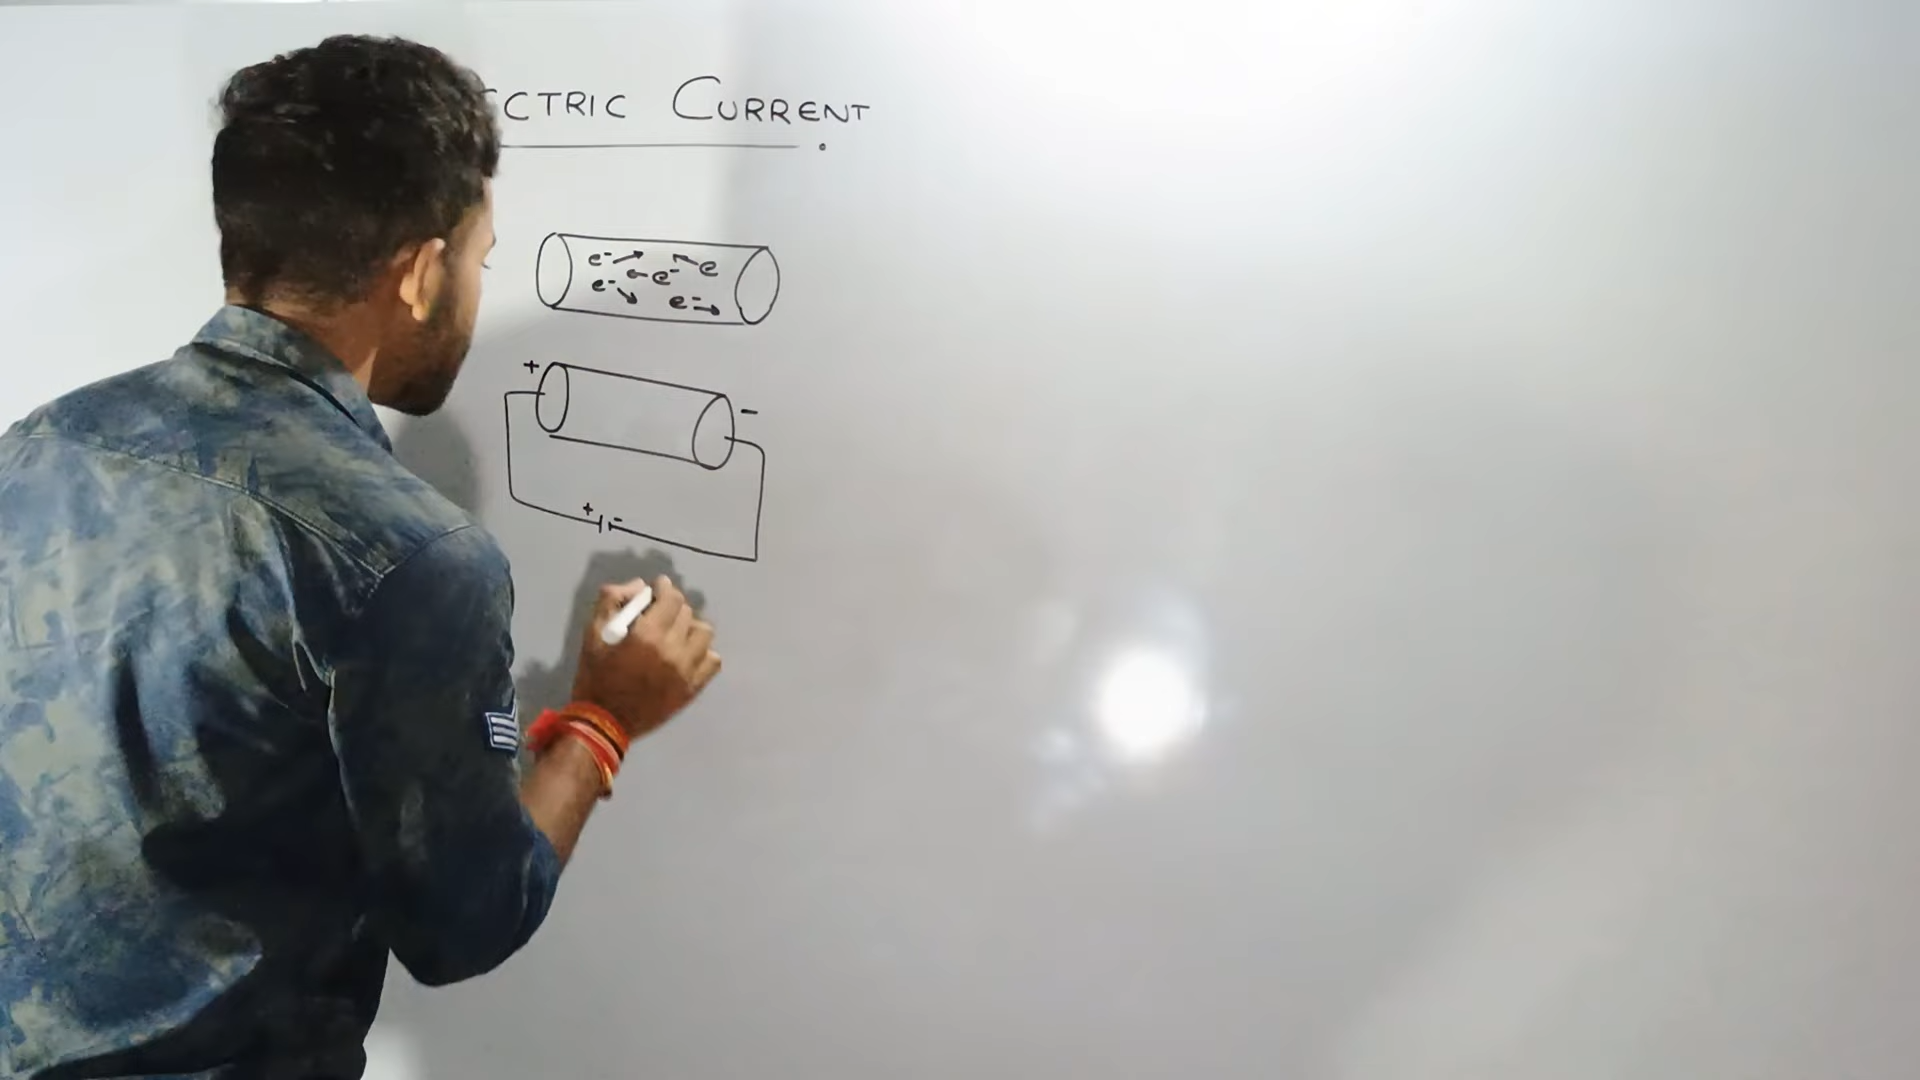 CTRIC CURRENT
e⁻ e
e⁻
e⁻ e⁻
+
-
+ -